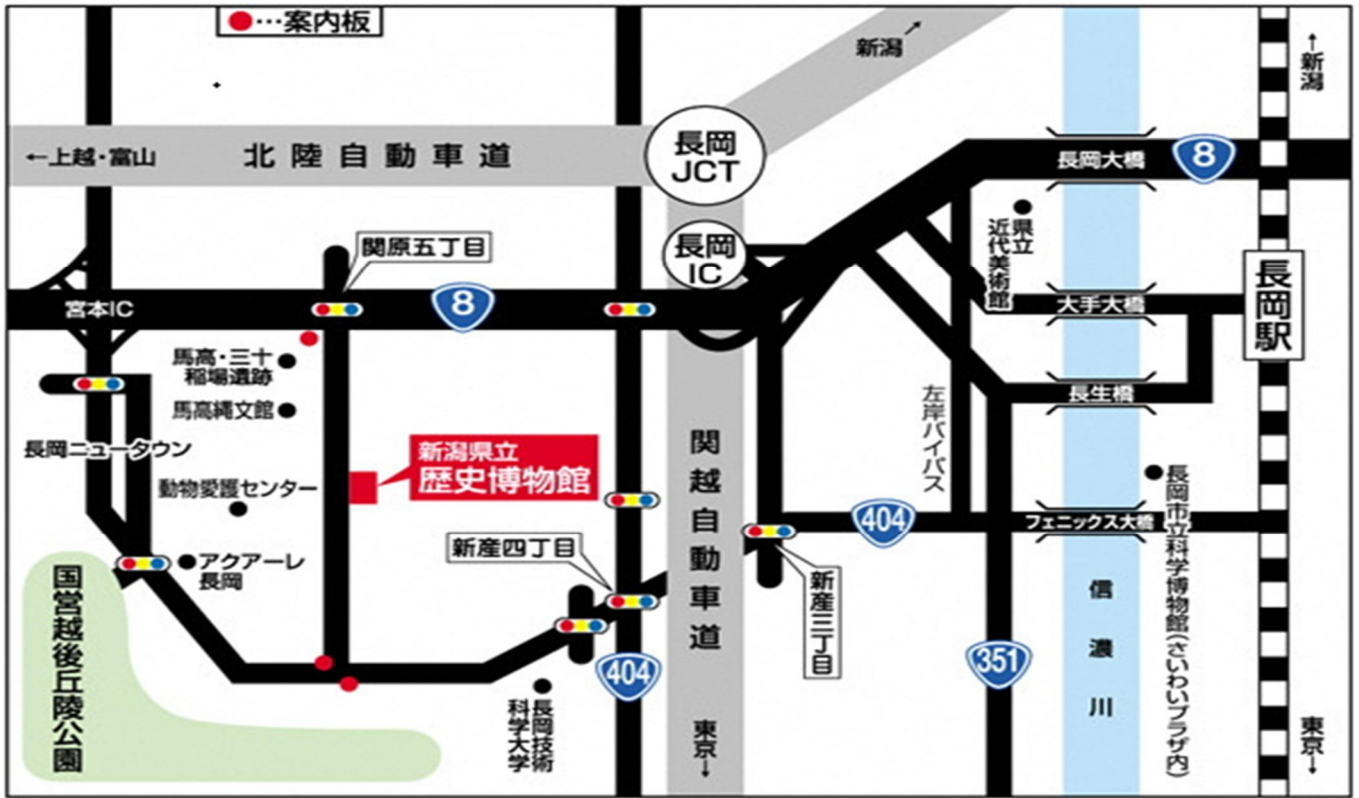 ●…案内板
新潟↗
↑新潟
←上越・富山
北陸自動車道
長岡
JCT
長岡大橋
8
関原五丁目
長岡
IC
県立
近代美術館
長岡駅
宮本IC
8
大手大橋
馬高・三十
稲場遺跡
馬高縄文館
長生橋
左岸バイパス
長岡ニュータウン
新潟県立
歴史博物館
関越自動車道
動物愛護センター
長岡市立科学博物館(さいわいプラザ内)
404
フェニックス大橋
新産四丁目
アクアーレ
長岡
国営越後丘陵公園
新産三丁目
信濃川
404
351
長岡技術
科学大学
東京↓
東京↓